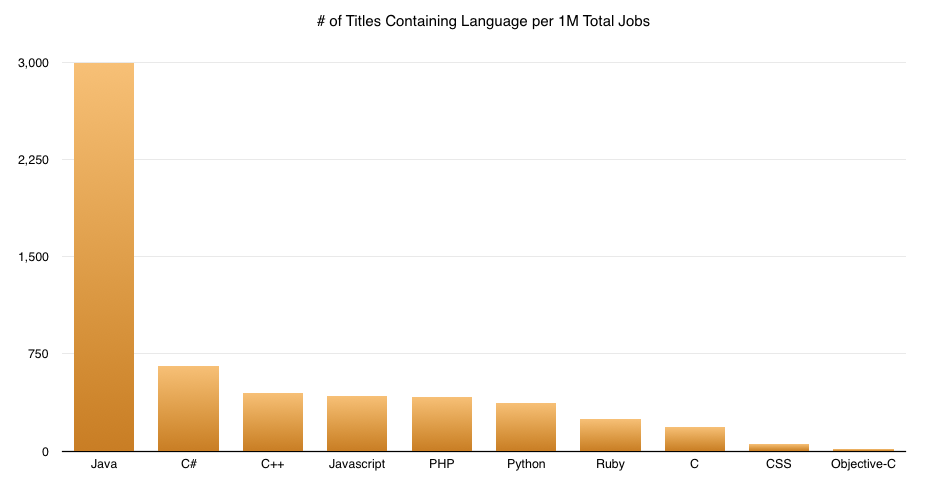 # of Titles Containing Language per 1M Total Jobs
3,000
2,250
1,500
750
0
Java C# C++ Javascript PHP Python Ruby C CSS Objective-C